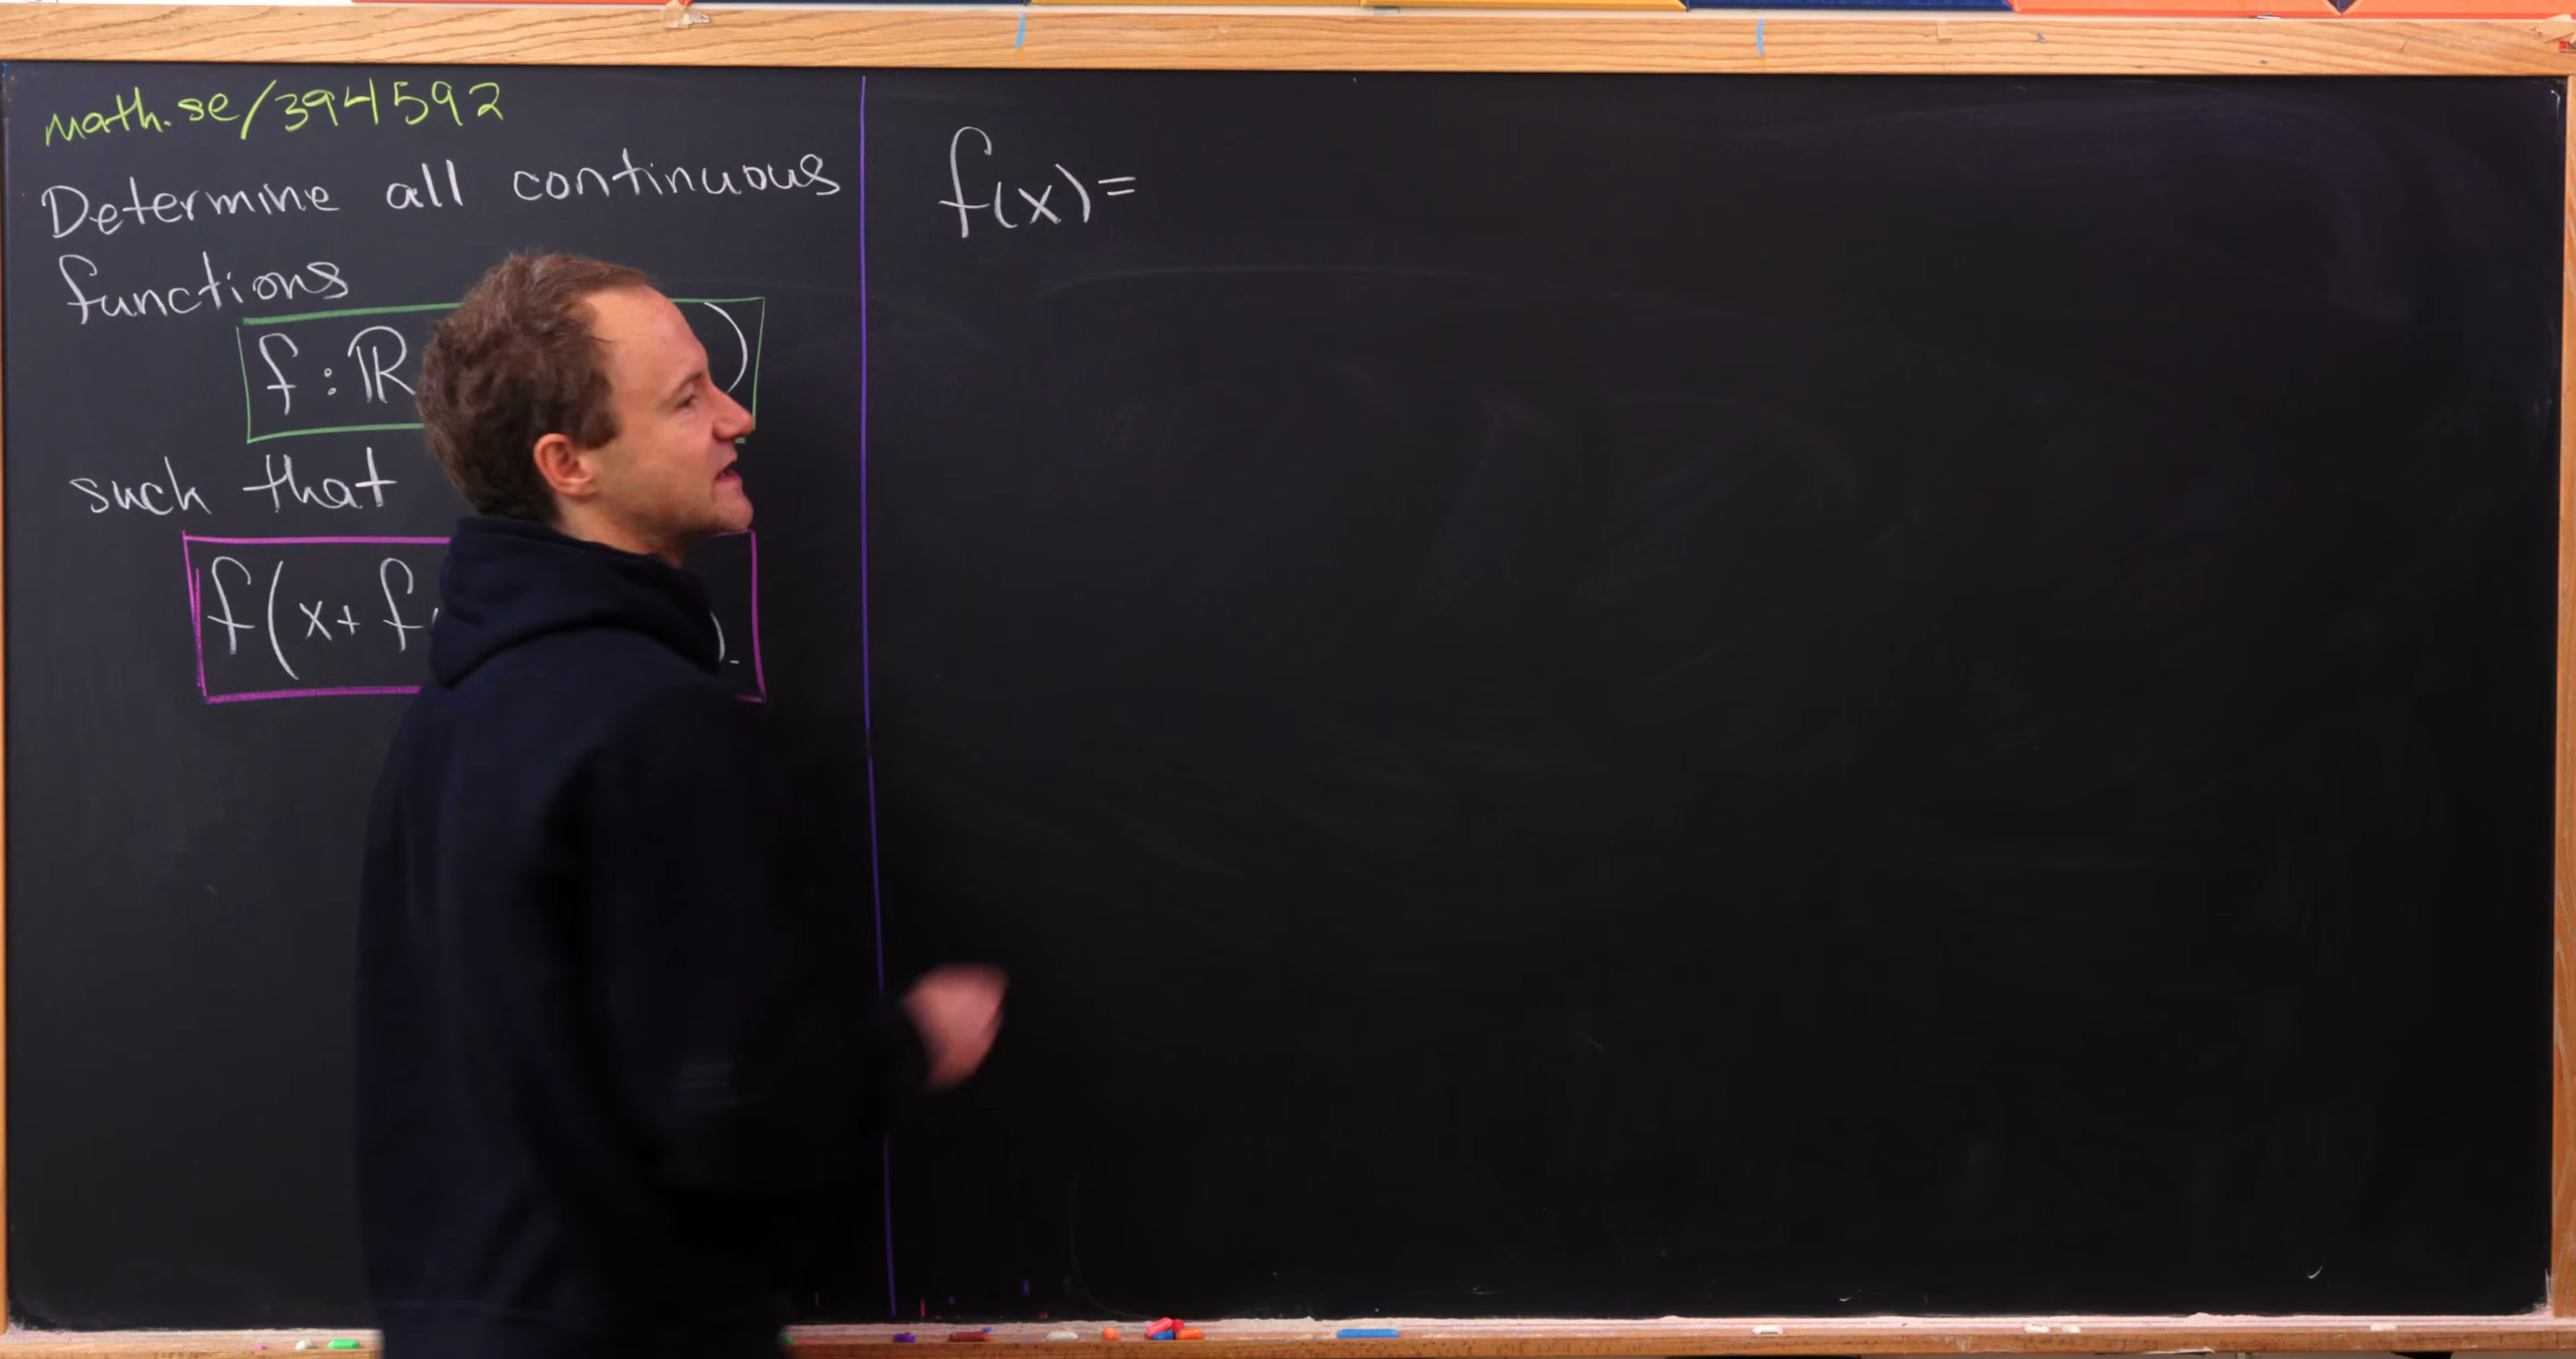 math.se/394592
Determine all continuous
functions
f:ℝ )
such that
f(x+f ).
f(x)=